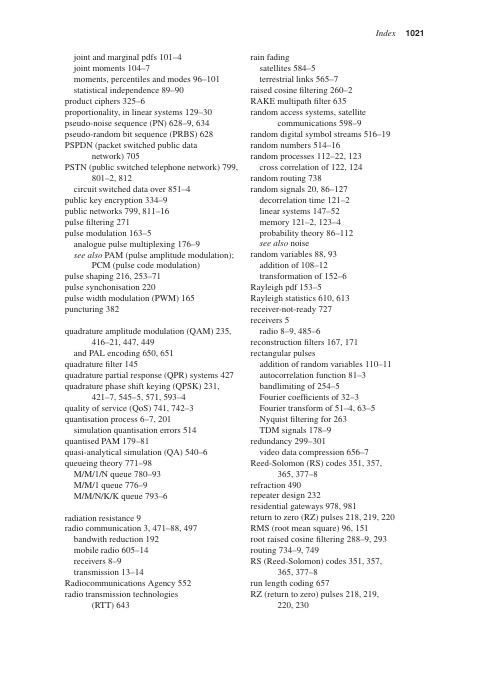 Index 1021
joint and marginal pdfs 101–4
joint moments 104–7
moments, percentiles and modes 96–101
statistical independence 89–90
product ciphers 325–6
proportionality, in linear systems 129–30
pseudo-noise sequence (PN) 628–9, 634
pseudo-random bit sequence (PRBS) 628
PSPDN (packet switched public data
network) 705
PSTN (public switched telephone network) 799,
801–2, 812
circuit switched data over 851–4
public key encryption 334–9
public networks 799, 811–16
pulse filtering 271
pulse modulation 163–5
analogue pulse multiplexing 176–9
see also PAM (pulse amplitude modulation);
PCM (pulse code modulation)
pulse shaping 216, 253–71
pulse synchonisation 220
pulse width modulation (PWM) 165
puncturing 382
quadrature amplitude modulation (QAM) 235,
416–21, 447, 449
and PAL encoding 650, 651
quadrature filter 145
quadrature partial response (QPR) systems 427
quadrature phase shift keying (QPSK) 231,
421–7, 545–5, 571, 593–4
quality of service (QoS) 741, 742–3
quantisation process 6–7, 201
simulation quantisation errors 514
quantised PAM 179–81
quasi-analytical simulation (QA) 540–6
queueing theory 771–98
M/M/1/N queue 780–93
M/M/1 queue 776–9
M/M/N/K/K queue 793–6
radiation resistance 9
radio communication 3, 471–88, 497
bandwith reduction 192
mobile radio 605–14
receivers 8–9
transmission 13–14
Radiocommunications Agency 552
radio transmission technologies
(RTT) 643
rain fading
satellites 584–5
terrestrial links 565–7
raised cosine filtering 260–2
RAKE multipath filter 635
random access systems, satellite
communications 598–9
random digital symbol streams 516–19
random numbers 514–16
random processes 112–22, 123
cross correlation of 122, 124
random routing 738
random signals 20, 86–127
decorrelation time 121–2
linear systems 147–52
memory 121–2, 123–4
probability theory 86–112
see also noise
random variables 88, 93
addition of 108–12
transformation of 152–6
Rayleigh pdf 153–5
Rayleigh statistics 610, 613
receiver-not-ready 727
receivers 5
radio 8–9, 485–6
reconstruction filters 167, 171
rectangular pulses
addition of random variables 110–11
autocorrelation function 81–3
bandlimiting of 254–5
Fourier coefficients of 32–3
Fourier transform of 51–4, 63–5
Nyquist filtering for 263
TDM signals 178–9
redundancy 299–301
video data compression 656–7
Reed-Solomon (RS) codes 351, 357,
365, 377–8
refraction 490
repeater design 232
residential gateways 978, 981
return to zero (RZ) pulses 218, 219, 220
RMS (root mean square) 96, 151
root raised cosine filtering 288–9, 293
routing 734–9, 749
RS (Reed-Solomon) codes 351, 357,
365, 377–8
run length coding 657
RZ (return to zero) pulses 218, 219,
220, 230